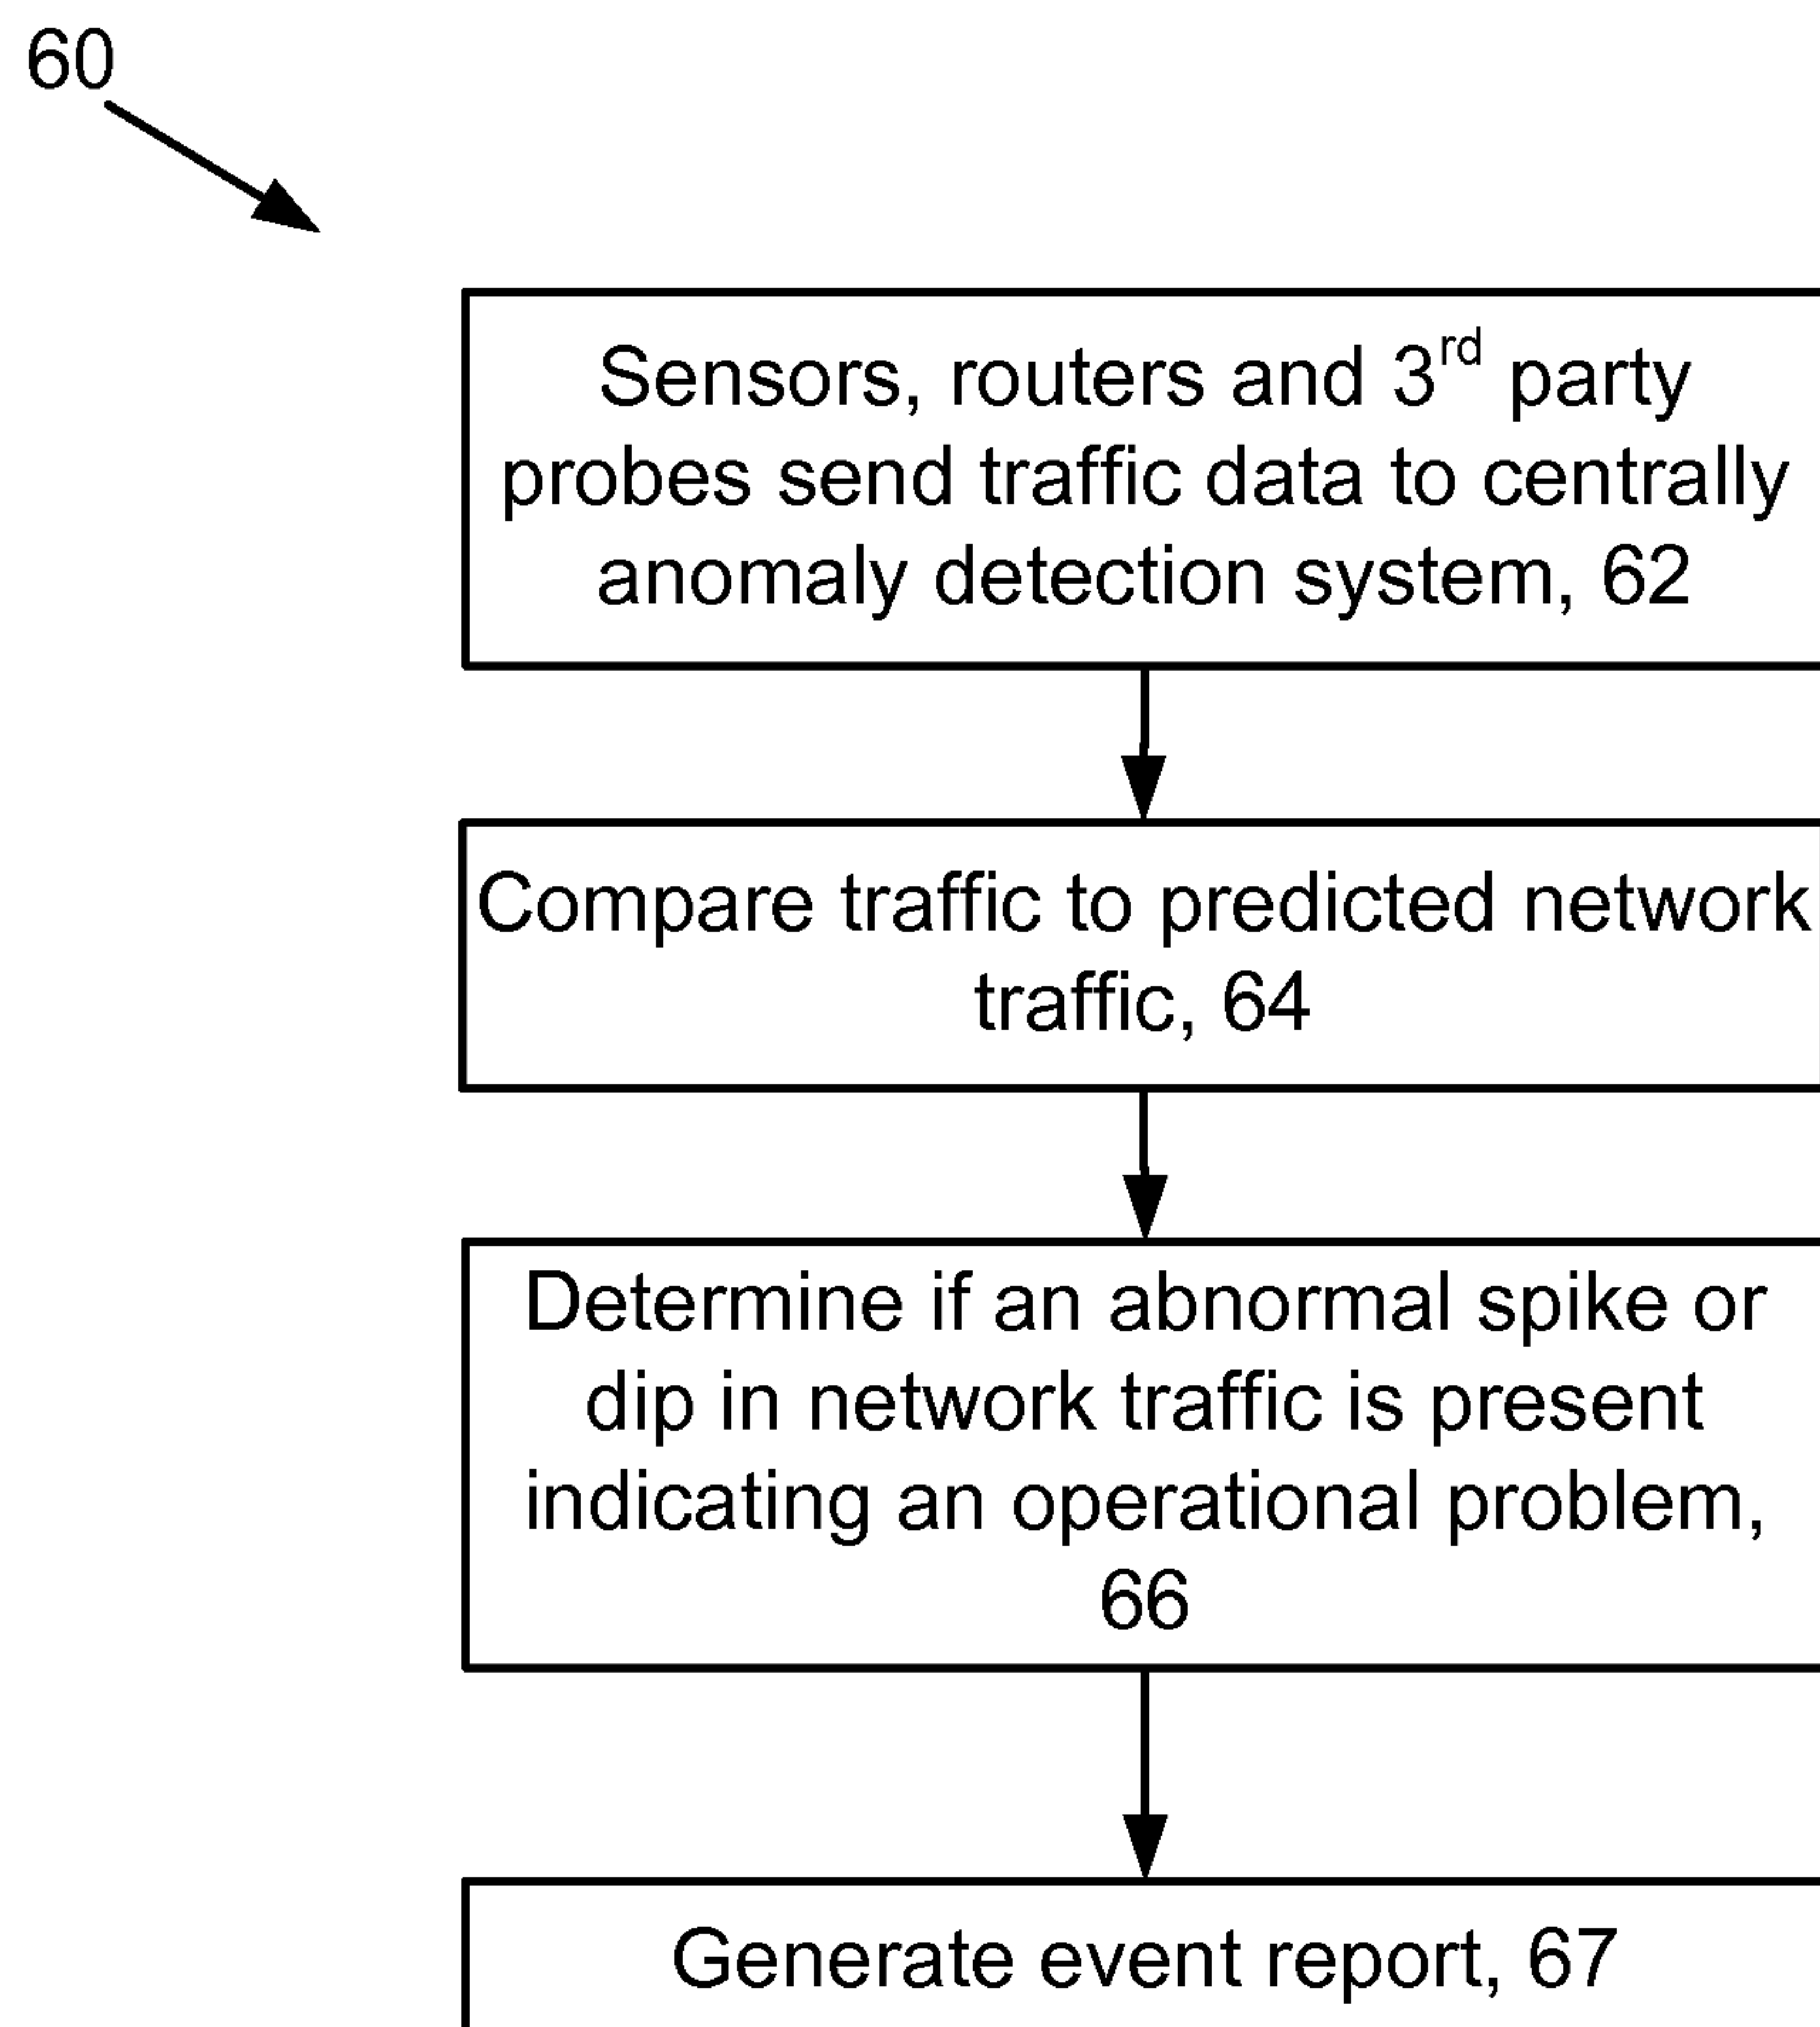 60
Sensors, routers and 3rd party
probes send traffic data to centrally
anomaly detection system, 62
Compare traffic to predicted network
traffic, 64
Determine if an abnormal spike or
dip in network traffic is present
indicating an operational problem,
66
Generate event report, 67